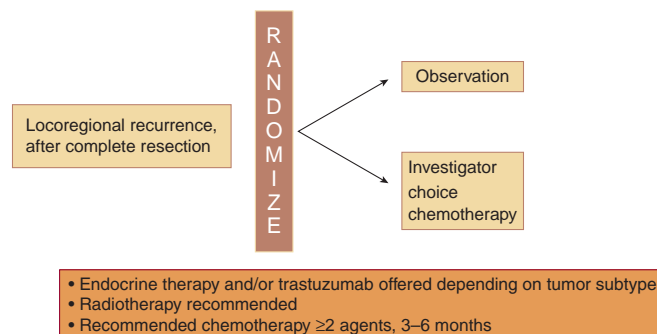 Locoregional recurrence,
after complete resection
RANDOMIZE
Observation
Investigator
choice
chemotherapy
• Endocrine therapy and/or trastuzumab offered depending on tumor subtype
• Radiotherapy recommended
• Recommended chemotherapy ≥2 agents, 3–6 months